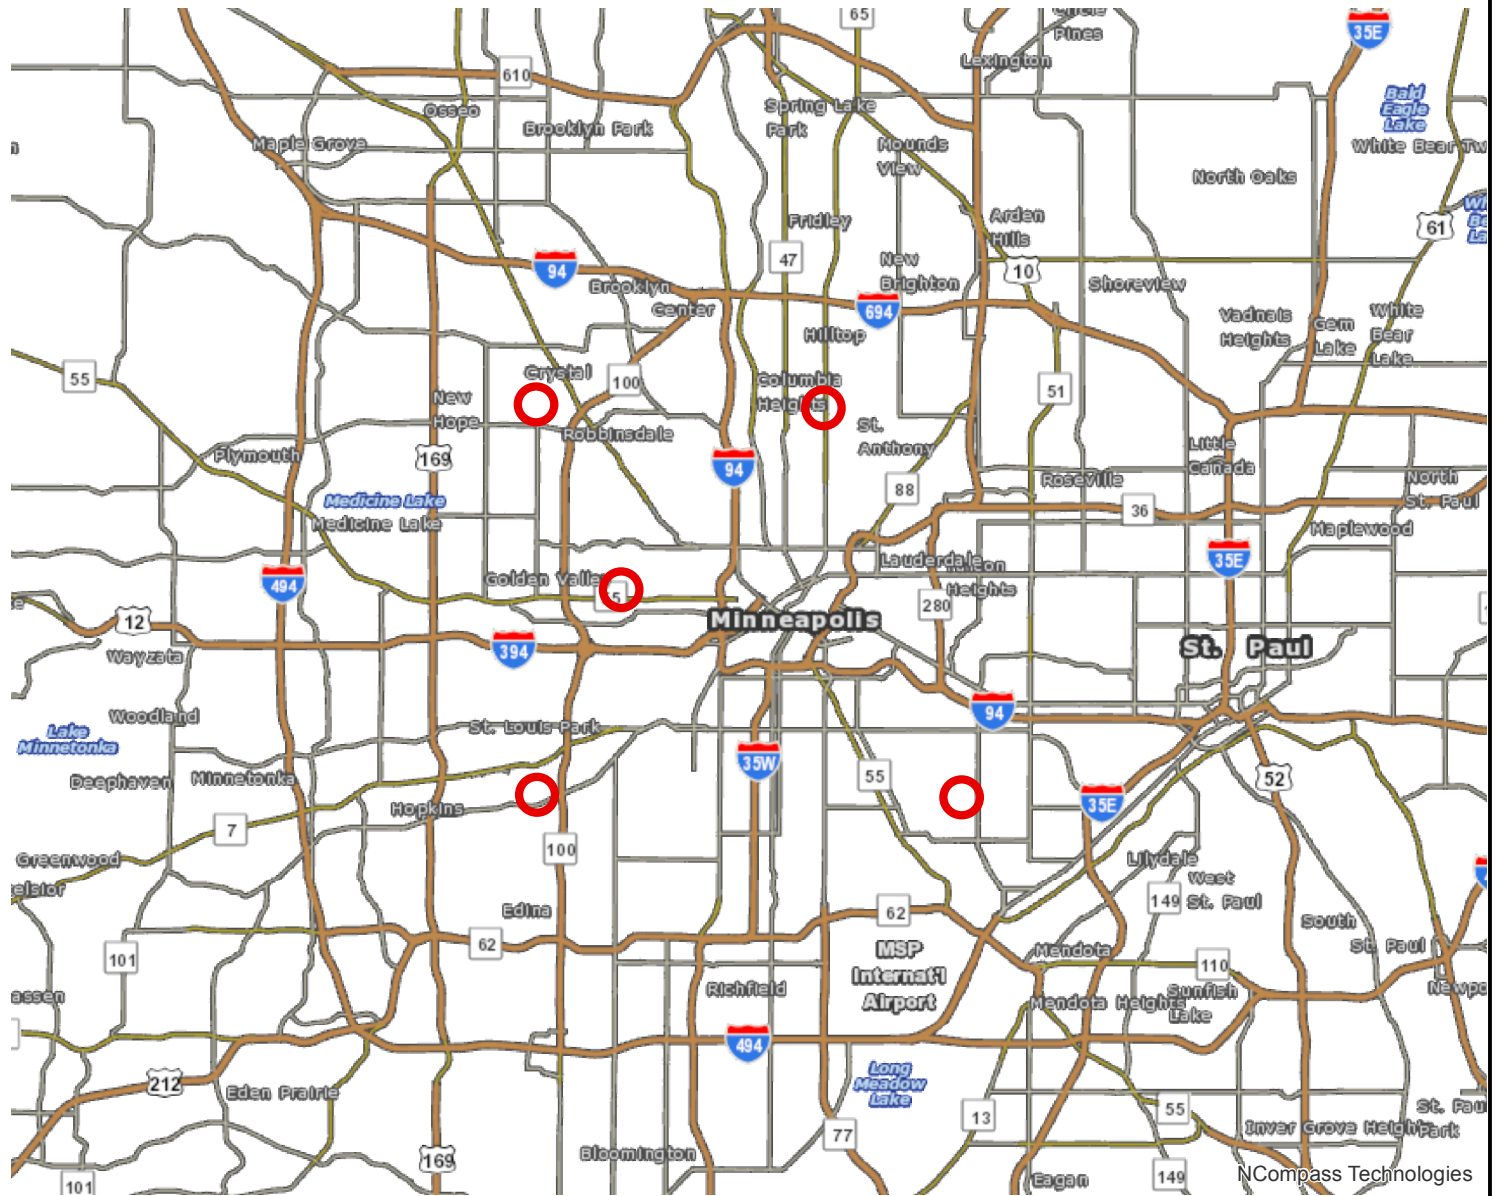 65
Circle
Pines
35E
Lexington
610
Osseo
Spring Lake
Park
Bald
Eagle
Lake
Brooklyn Park
Maple Grove
Mounds
View
White Bear Tw
North Oaks
Arden
Hills
Fridley
61
47
New
Brighton
10
94
Brooklyn
Center
Shoreview
694
Vadnais
Heights
Gem
Lake
White
Bear
Lake
Hilltop
55
Crystal
100
Columbia
Heights
51
New
Hope
Robbinsdale
St.
Anthony
Plymouth
169
94
Little
Canada
88
Roseville
North
St. Paul
Medicine Lake
Medicine Lake
36
Maplewood
494
Golden Valley
Lauderdale
Heights
35E
12
280
Minneapolis
394
St. Paul
Wayzata
Woodland
Lake
Minnetonka
St. Louis Park
94
35W
55
52
Deephaven
Minnetonka
Hopkins
35E
7
100
Greenwood
elsior
Lilydale
West
St. Paul
149
Edina
62
62
South
St. Paul
101
MSP
Internat'l
Airport
Mendota
110
assen
Richfield
Mendota Heights
Sunfish
Lake
Newpo
494
212
Eden Prairie
Long
Meadow
Lake
13
55
St. Pau
Park
77
Inver Grove Heights
169
Bloomington
101
Eagan
149
NCompass Technologies